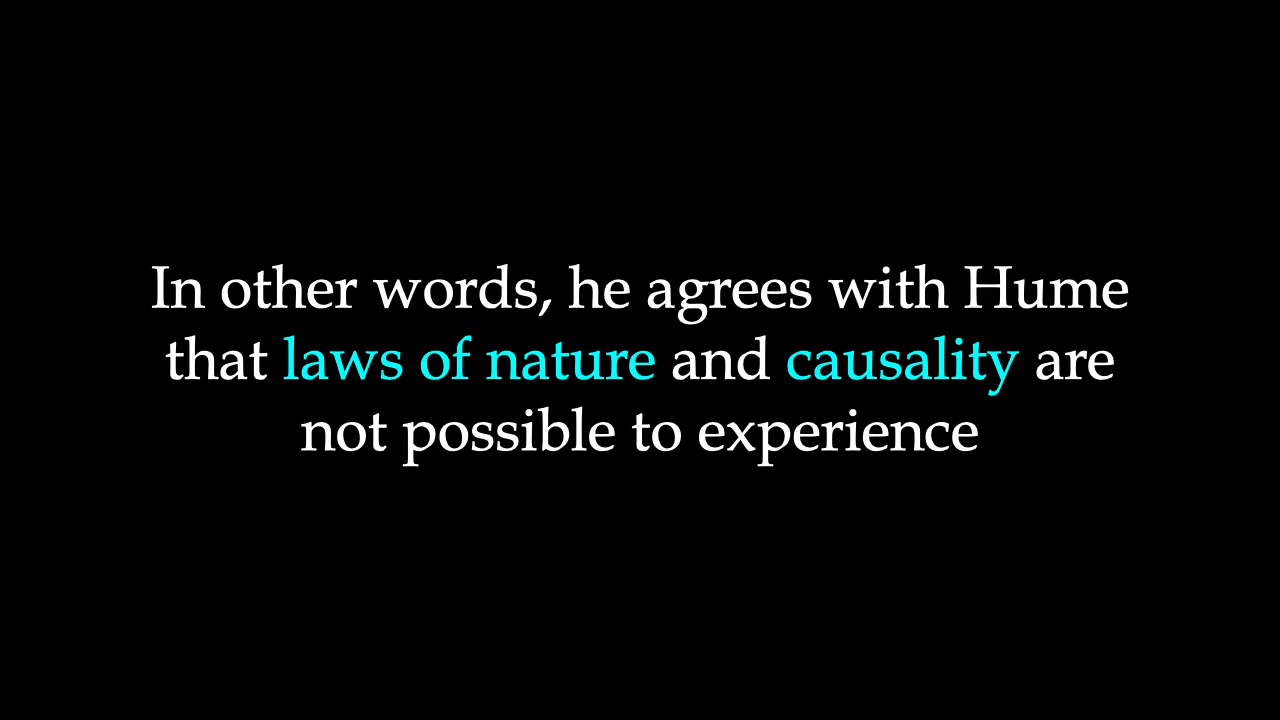 In other words, he agrees with Hume
that laws of nature and causality are
not possible to experience